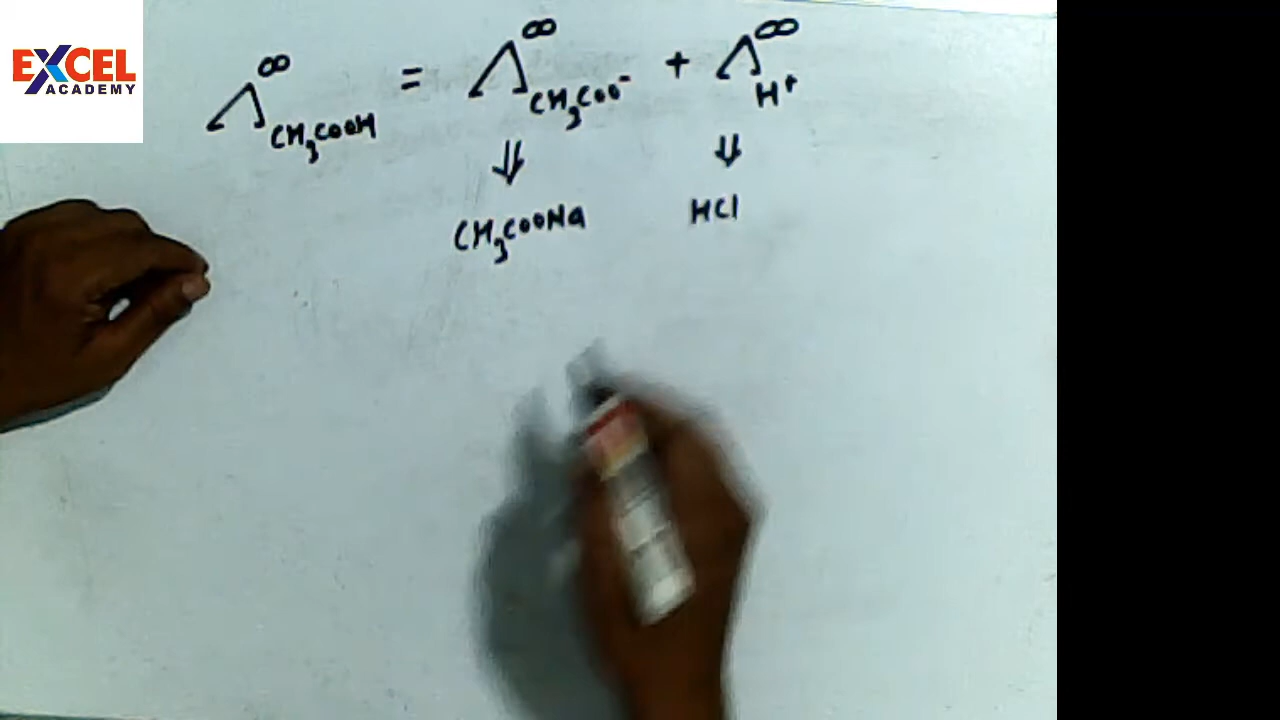 EXCEL
ACADEMY
Λ∞CH₃COOH = Λ∞CH₃COO⁻ + Λ∞H⁺
⇓ ⇓
CH₃COONa HCl